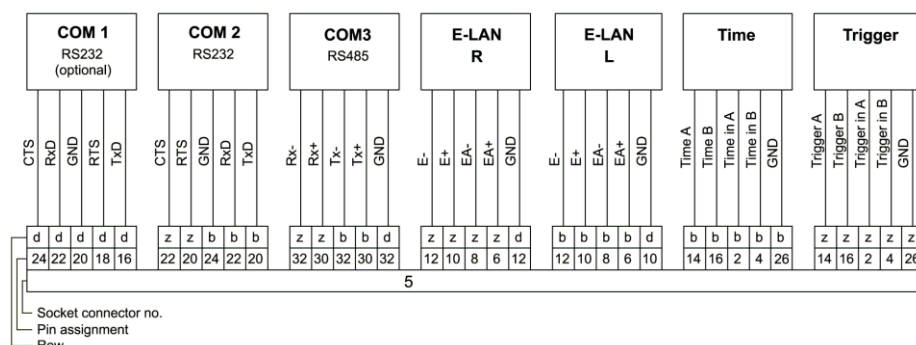 COM 1 COM 2 COM3 E-LAN E-LAN Time Trigger
RS232 RS232 RS485 R L
(optional)
CTS RxD GND RTS TxD CTS RTS GND RxD TxD Rx- Rx+ Tx- Tx+ GND E- E+ EA- EA+ GND E- E+ EA- EA+ GND Time A Time B Time in A Time in B GND Trigger A Trigger B Trigger in A Trigger in B GND
d d d d d z z b b b z z b b d z z z z d b b b b d b b b b b z z z z z
24 22 20 18 16 22 20 24 22 20 32 30 32 30 32 12 10 8 6 12 12 10 8 6 10 14 16 2 4 26 14 16 2 4 26
5
Socket connector no.
Pin assignment
Row